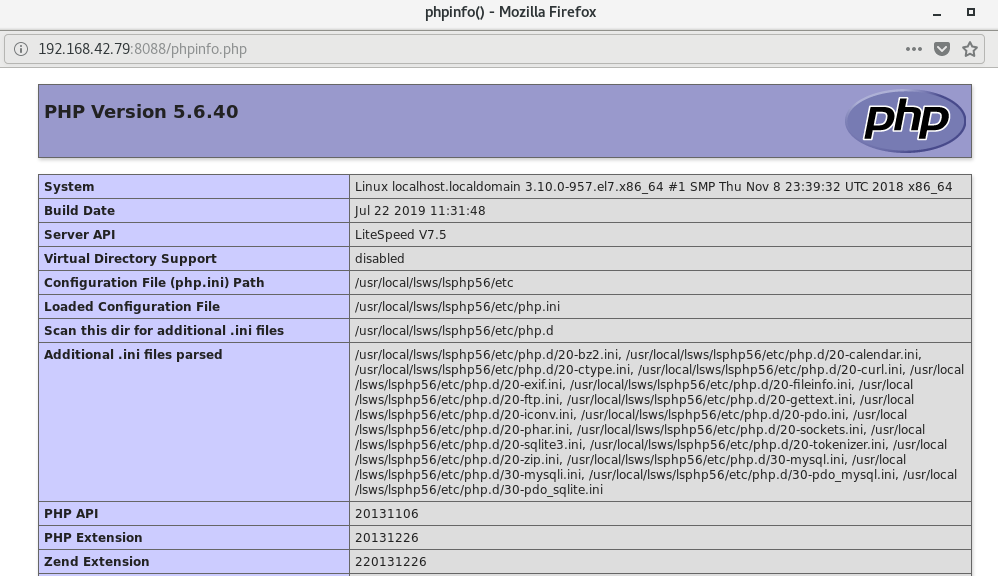 phpinfo() - Mozilla Firefox
192.168.42.79:8088/phpinfo.php
PHP Version 5.6.40
php
System Linux localhost.localdomain 3.10.0-957.el7.x86_64 #1 SMP Thu Nov 8 23:39:32 UTC 2018 x86_64
Build Date Jul 22 2019 11:31:48
Server API LiteSpeed V7.5
Virtual Directory Support disabled
Configuration File (php.ini) Path /usr/local/lsws/lsphp56/etc
Loaded Configuration File /usr/local/lsws/lsphp56/etc/php.ini
Scan this dir for additional .ini files /usr/local/lsws/lsphp56/etc/php.d
Additional .ini files parsed /usr/local/lsws/lsphp56/etc/php.d/20-bz2.ini, /usr/local/lsws/lsphp56/etc/php.d/20-calendar.ini,
/usr/local/lsws/lsphp56/etc/php.d/20-ctype.ini, /usr/local/lsws/lsphp56/etc/php.d/20-curl.ini, /usr/local
/lsws/lsphp56/etc/php.d/20-exif.ini, /usr/local/lsws/lsphp56/etc/php.d/20-fileinfo.ini, /usr/local
/lsws/lsphp56/etc/php.d/20-ftp.ini, /usr/local/lsws/lsphp56/etc/php.d/20-gettext.ini, /usr/local
/lsws/lsphp56/etc/php.d/20-iconv.ini, /usr/local/lsws/lsphp56/etc/php.d/20-pdo.ini, /usr/local
/lsws/lsphp56/etc/php.d/20-phar.ini, /usr/local/lsws/lsphp56/etc/php.d/20-sockets.ini, /usr/local
/lsws/lsphp56/etc/php.d/20-sqlite3.ini, /usr/local/lsws/lsphp56/etc/php.d/20-tokenizer.ini, /usr/local
/lsws/lsphp56/etc/php.d/20-zip.ini, /usr/local/lsws/lsphp56/etc/php.d/30-mysql.ini, /usr/local
/lsws/lsphp56/etc/php.d/30-mysqli.ini, /usr/local/lsws/lsphp56/etc/php.d/30-pdo_mysql.ini, /usr/local
/lsws/lsphp56/etc/php.d/30-pdo_sqlite.ini
PHP API 20131106
PHP Extension 20131226
Zend Extension 220131226